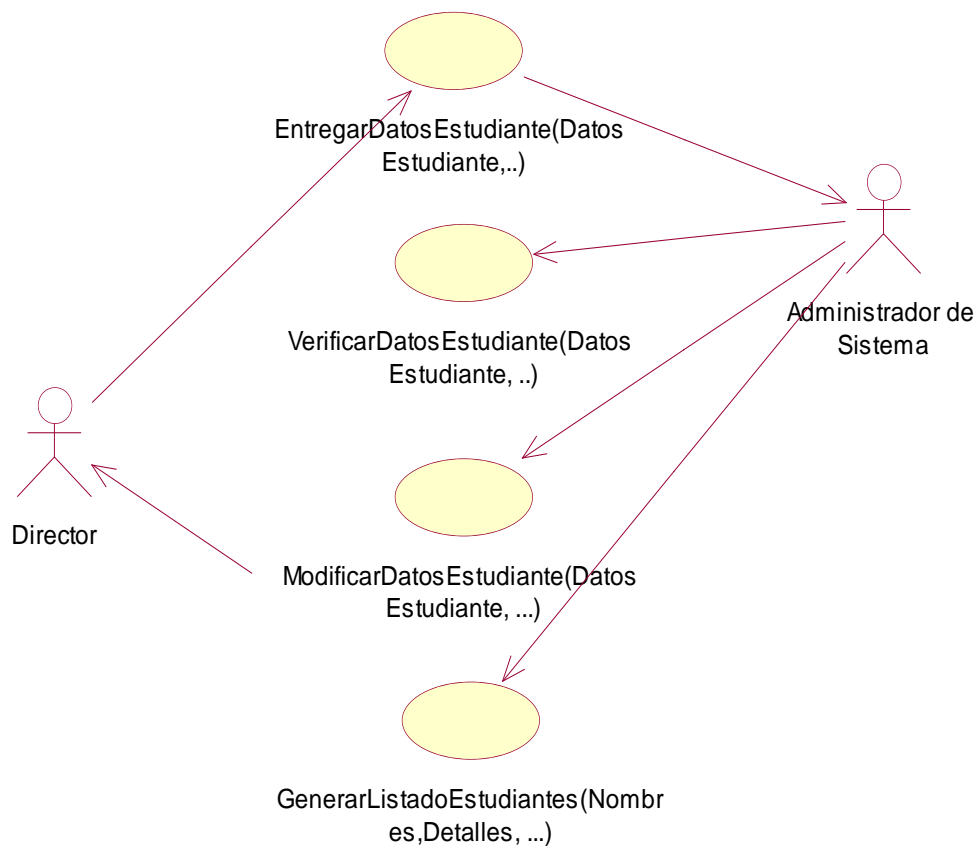 EntregarDatosEstudiante(Datos
Estudiante,..)
VerificarDatosEstudiante(Datos
Estudiante, ..)
Administrador de
Sistema
Director
ModificarDatosEstudiante(Datos
Estudiante, ...)
GenerarListadoEstudiantes(Nombr
es,Detalles, ...)